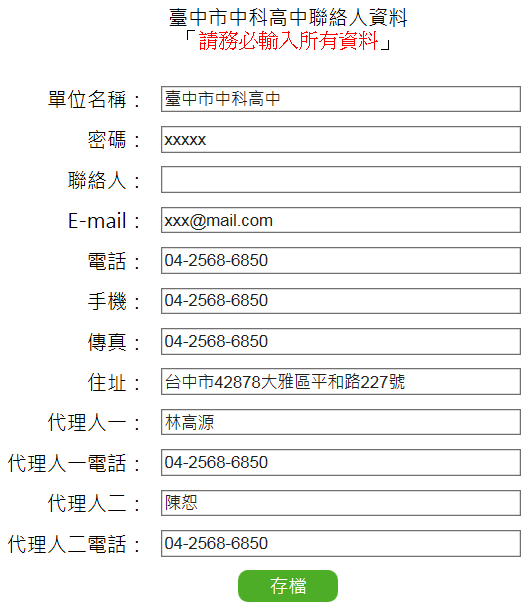 臺中市中科高中聯絡人資料
「請務必輸入所有資料」
單位名稱： 臺中市中科高中
密碼： xxxxx
聯絡人：
E-mail： xxx@mail.com
電話： 04-2568-6850
手機： 04-2568-6850
傳真： 04-2568-6850
住址： 台中市42878大雅區平和路227號
代理人一： 林高源
代理人一電話： 04-2568-6850
代理人二： 陳恕
代理人二電話： 04-2568-6850
存檔